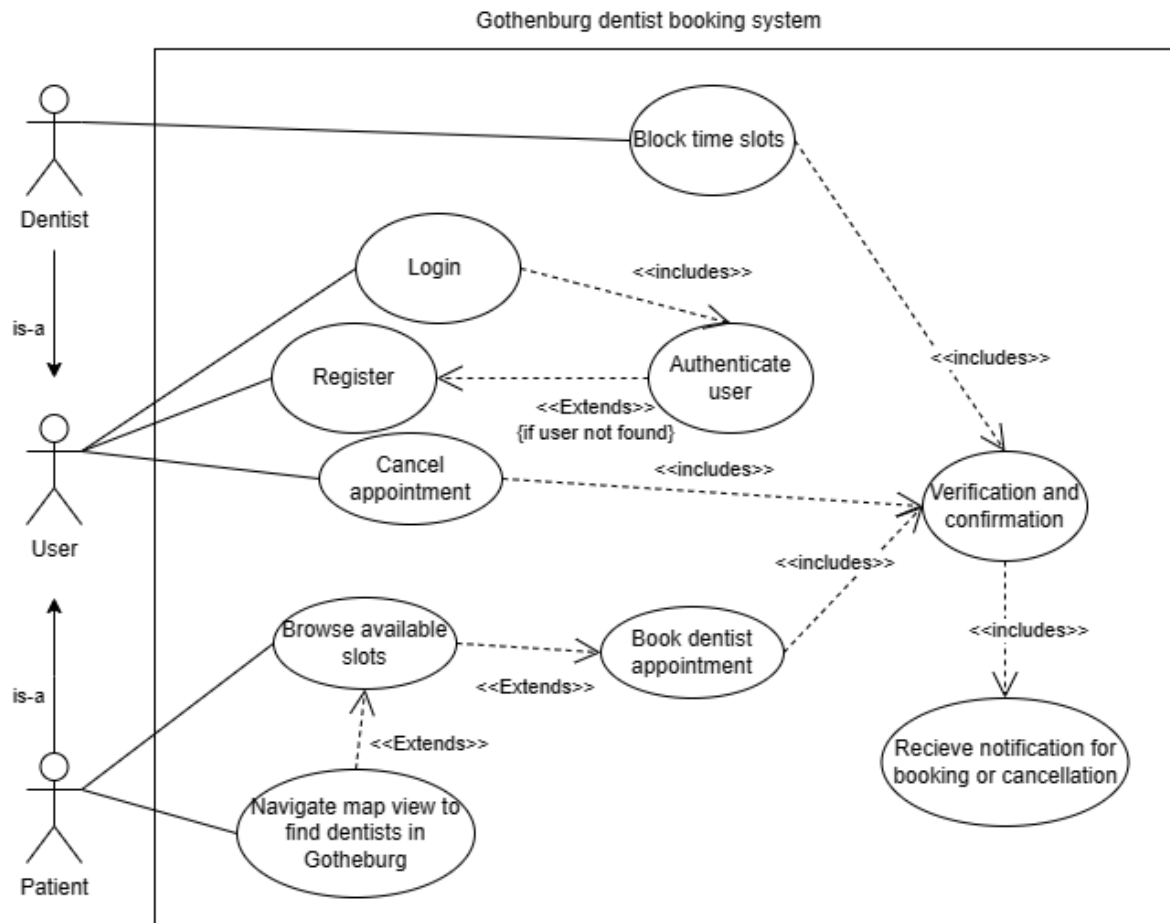 Gothenburg dentist booking system
Block time slots
Dentist
Login
<<includes>>
is-a
<<includes>>
Register
Authenticate
user
<<Extends>>
{if user not found}
Cancel
appointment
<<includes>>
Verification and
confirmation
User
<<includes>>
Browse available
slots
Book dentist
appointment
<<includes>>
<<Extends>>
is-a
<<Extends>>
Recieve notification for
booking or cancellation
Navigate map view to
find dentists in
Gotheburg
Patient